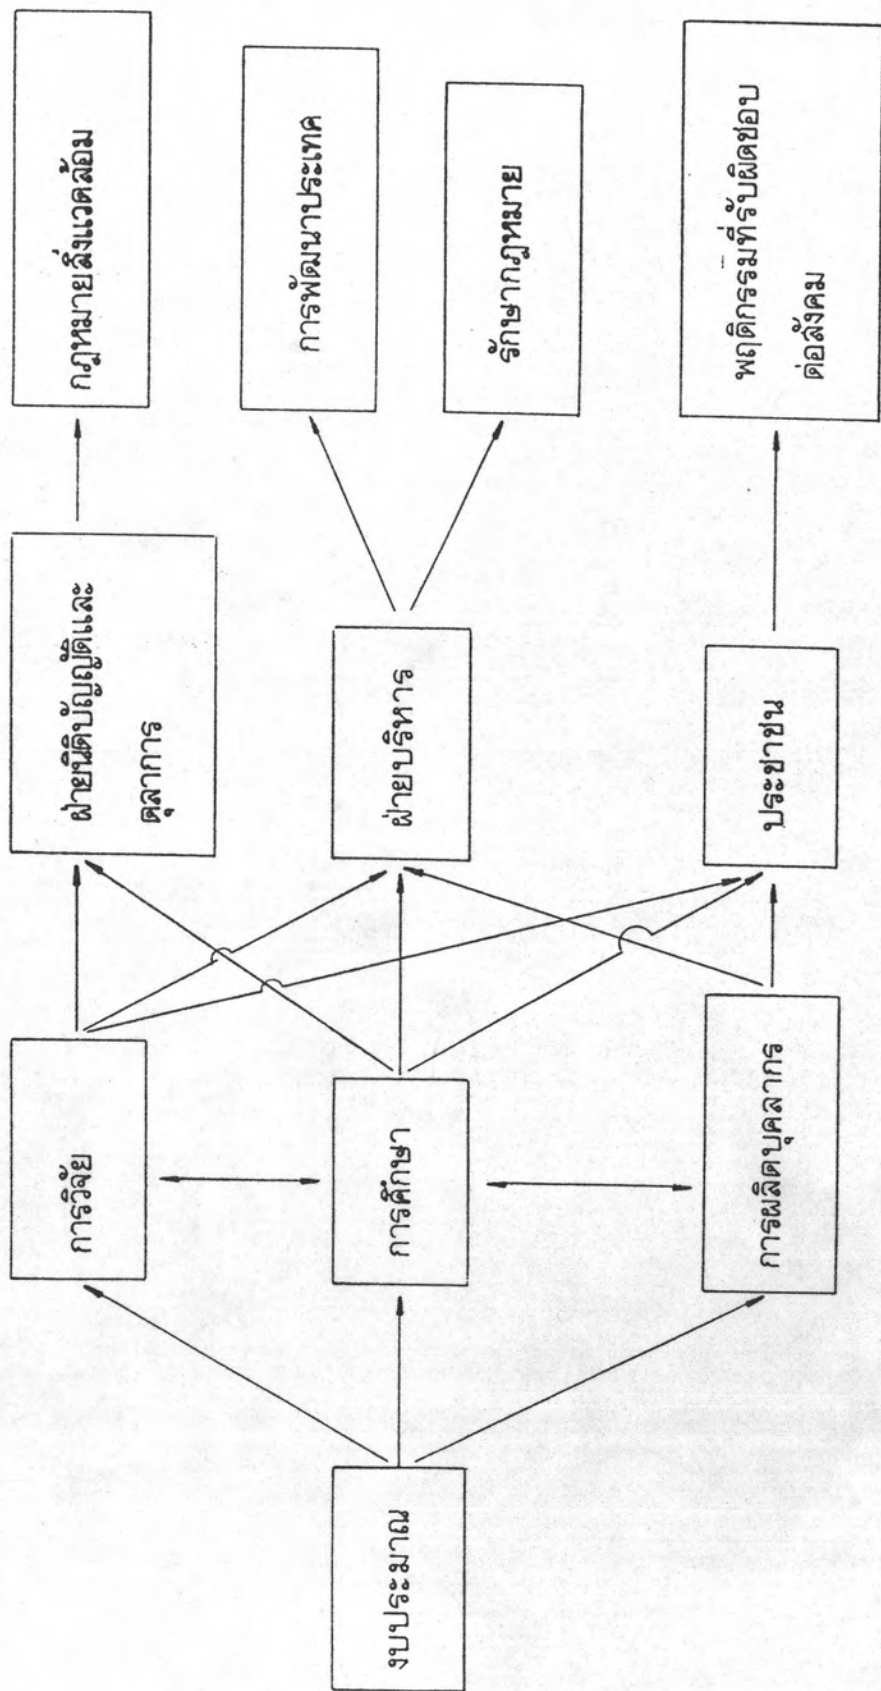 งบประมาณ
การวิจัย
การศึกษา
การผลิตบุคลากร
ฝ่ายนิติบัญญัติและ
ตุลาการ
ฝ่ายบริหาร
ประชาชน
กฎหมายสิ่งแวดล้อม
การพัฒนาประเทศ
รักษากฎหมาย
พฤติกรรมที่รับผิดชอบ
ต่อสังคม